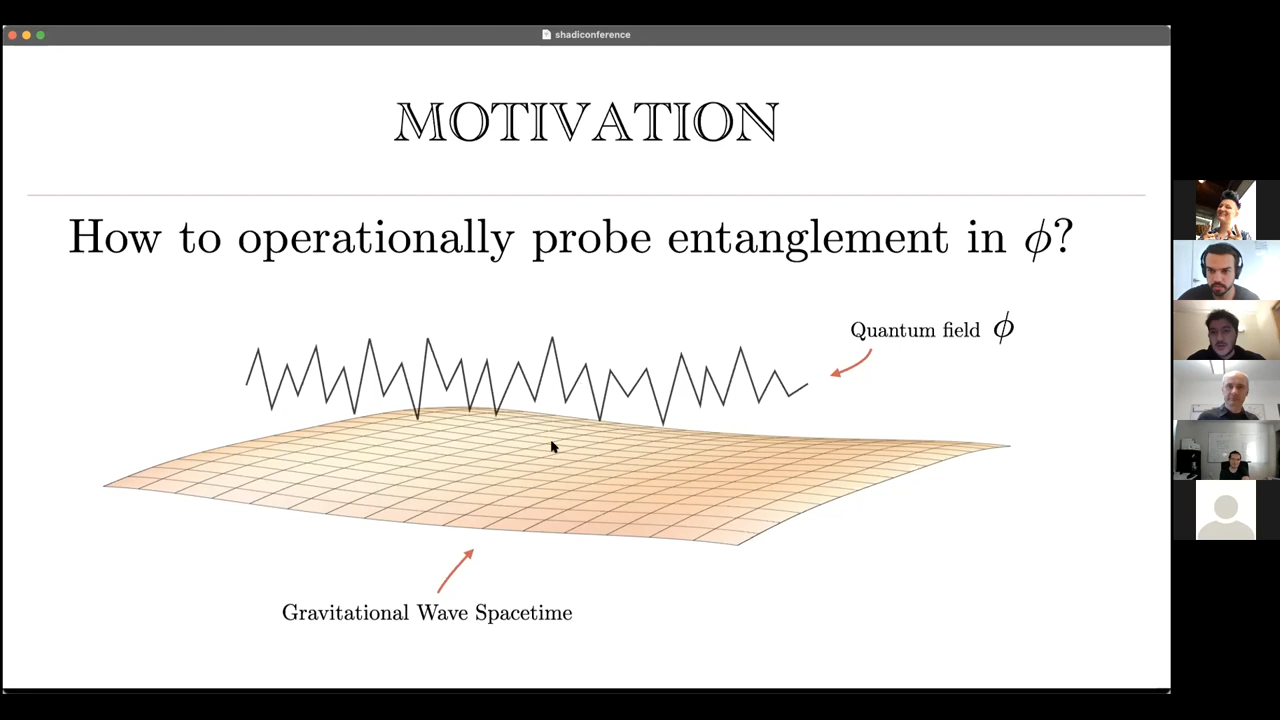 shadiconference
MOTIVATION
How to operationally probe entanglement in ϕ?
Quantum field ϕ
Gravitational Wave Spacetime